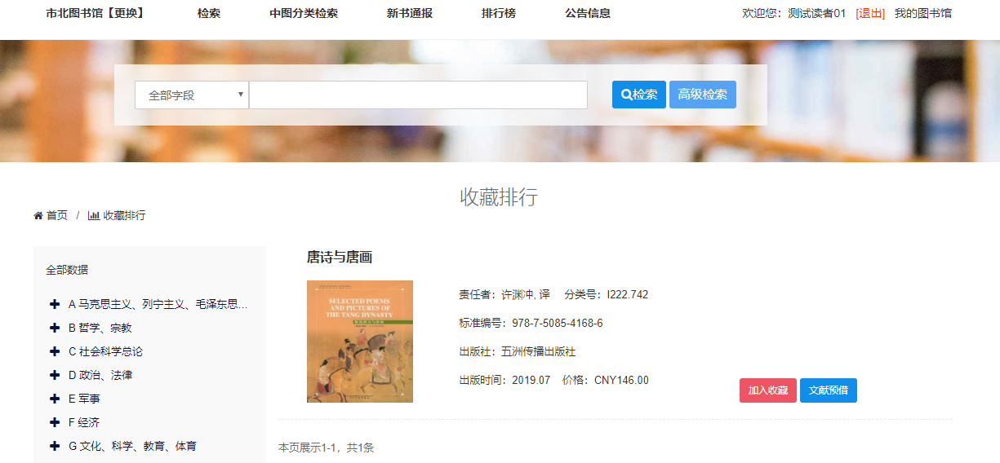 市北图书馆【更换】 检索 中图分类检索 新书通报 排行榜 公告信息 欢迎您：测试读者01 [退出] 我的图书馆
全部字段 检索 高级检索
收藏排行
首页 / 收藏排行
全部数据
A 马克思主义、列宁主义、毛泽东思...
B 哲学、宗教
C 社会科学总论
D 政治、法律
E 军事
F 经济
G 文化、科学、教育、体育
唐诗与唐画
SELECTED POEMS
AND PICTURES OF
THE TANG DYNASTY
责任者：许渊冲, 译 分类号：I222.742
标准编号：978-7-5085-4168-6
出版社：五洲传播出版社
出版时间：2019.07 价格：CNY146.00
加入收藏 文献预借
本页展示1-1，共1条